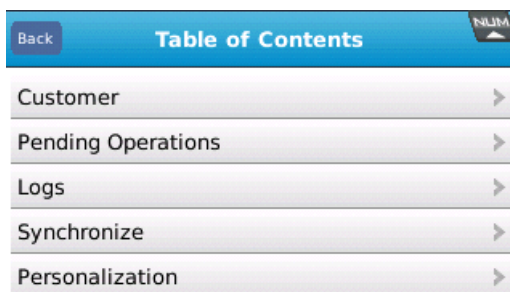 Back
Table of Contents
NUM
Customer
Pending Operations
Logs
Synchronize
Personalization